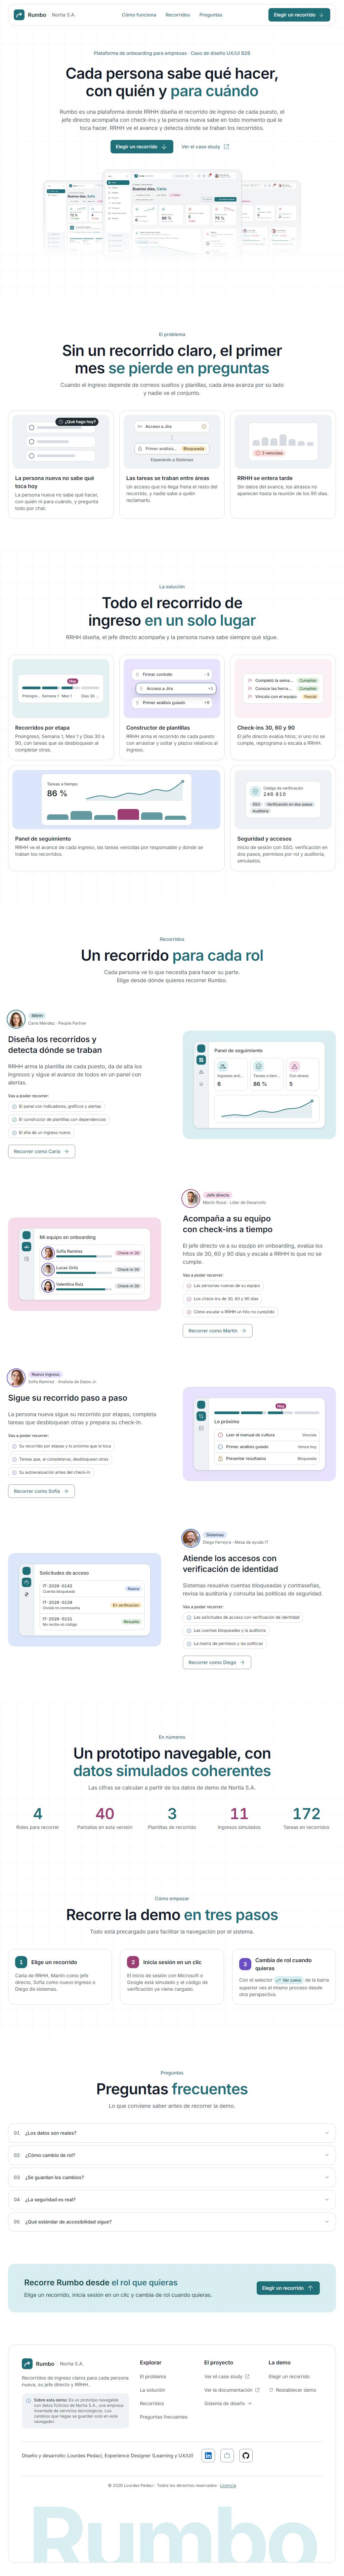 Rumbo Nortia S.A.
Cómo funciona Recorridos Preguntas
Elegir un recorrido
Plataforma de onboarding para empresas · Caso de diseño UX/UI B2B
Cada persona sabe qué hacer,
con quién y para cuándo
Rumbo es una plataforma donde RRHH diseña el recorrido de ingreso de cada puesto, el
jefe directo acompaña con check-ins y la persona nueva sabe en todo momento qué le
toca hacer. RRHH ve el avance y detecta dónde se traban los recorridos.
Elegir un recorrido Ver el case study
El problema
Sin un recorrido claro, el primer
mes se pierde en preguntas
Cuando el ingreso depende de correos sueltos y planillas, cada área avanza por su lado
y nadie ve el conjunto.
¿Qué hago hoy?
La persona nueva no sabe qué
toca hoy
La persona nueva no sabe qué hacer,
con quién ni para cuándo, y pregunta
todo por chat.
Acceso a Jira
Primer análisis... Bloqueada
Esperando a Sistemas
Las tareas se traban entre áreas
Un acceso que no llega frena el resto del
recorrido, y nadie sabe a quién
reclamarlo.
3 vencidas
RRHH se entera tarde
Sin datos del avance, los atrasos no
aparecen hasta la reunión de los 90 días.
La solución
Todo el recorrido de
ingreso en un solo lugar
RRHH diseña, el jefe directo acompaña y la persona nueva siempre sabe qué sigue.
Hoy
Preingre... Semana 1 Mes 1 Días 30 ...
Recorridos por etapa
Preingreso, Semana 1, Mes 1 y Días 30 a
90, con tareas que se desbloquean al
completar otras.
Firmar contrato -3
Acceso a Jira +1
Primer análisis guiado +9
Constructor de plantillas
RRHH arma el recorrido de cada puesto
con arrastrar y soltar y plazos relativos al
ingreso.
Completó la sema... Cumplido
Conoce las herra... Cumplido
Vínculo con el equipo Parcial
Check-ins 30, 60 y 90
El jefe directo evalúa hitos; si uno no se
cumple, reprograma o escala a RRHH.
Tareas a tiempo
86 %
Panel de seguimiento
RRHH ve el avance de cada ingreso, las tareas vencidas por responsable y dónde se
traban los recorridos.
Código de verificación
246 810
SSO Verificación en dos pasos
Auditoría
Seguridad y accesos
Inicio de sesión con SSO, verificación en
dos pasos, permisos por rol y auditoría,
simulados.
Recorridos
Un recorrido para cada rol
Cada persona ve lo que necesita para hacer su parte.
Elige desde dónde quieres recorrer Rumbo.
RRHH
Carla Méndez · People Partner
Diseña los recorridos y
detecta dónde se traban
RRHH arma la plantilla de cada puesto, da de alta los
ingresos y sigue el avance de todos en un panel con
alertas.
Vas a poder recorrer:
El panel con indicadores, gráficos y alertas
El constructor de plantillas con dependencias
El alta de un ingreso nuevo
Recorrer como Carla
Panel de seguimiento
Ingresos acti... Tareas a tiem... Con atraso
6 86 % 5
Mi equipo en onboarding
Sofía Ramírez Check-in 30
Lucas Ortiz Check-in 30
Valentina Ruiz Check-in 30
Jefe directo
Martín Rossi · Líder de Desarrollo
Acompaña a su equipo
con check-ins a tiempo
El jefe directo ve a su equipo en onboarding, evalúa los
hitos de 30, 60 y 90 días y escala a RRHH lo que no se
cumple.
Vas a poder recorrer:
Las personas nuevas de su equipo
Los check-ins de 30, 60 y 90 días
Cómo escalar a RRHH un hito no cumplido
Recorrer como Martín
Nuevo ingreso
Sofía Ramírez · Analista de Datos Jr.
Sigue su recorrido paso a paso
La persona nueva sigue su recorrido por etapas, completa
tareas que desbloquean otras y prepara su check-in.
Vas a poder recorrer:
Su recorrido por etapas y lo próximo que le toca
Tareas que, al completarse, desbloquean otras
Su autoevaluación antes del check-in
Recorrer como Sofía
Hoy
Lo próximo
Leer el manual de cultura Vencida
Primer análisis guiado Vence hoy
Presentar resultados Bloqueada
Solicitudes de acceso
IT-2026-0142
Cuenta bloqueada Nueva
IT-2026-0139
Olvidé mi contraseña En verificación
IT-2026-0131
No recibo el código Resuelta
Sistemas
Diego Ferreyra · Mesa de ayuda IT
Atiende los accesos con
verificación de identidad
Sistemas resuelve cuentas bloqueadas y contraseñas,
revisa la auditoría y consulta las políticas de seguridad.
Vas a poder recorrer:
Las solicitudes de acceso con verificación de identidad
Las cuentas bloqueadas y la auditoría
La matriz de permisos y las políticas
Recorrer como Diego
En números
Un prototipo navegable, con
datos simulados coherentes
Las cifras se calculan a partir de los datos de demo de Nortia S.A.
4 40 3 11 172
Roles para recorrer Pantallas en esta versión Plantillas de recorrido Ingresos simulados Tareas en recorridos
Cómo empezar
Recorre la demo en tres pasos
Todo está precargado para facilitar la navegación por el sistema.
1 Elige un recorrido
Carla de RRHH, Martín como jefe
directo, Sofía como nuevo ingreso o
Diego de Sistemas.
2 Inicia sesión en un clic
El inicio de sesión con Microsoft o
Google está simulado y el código de
verificación ya viene cargado.
3 Cambia de rol cuando
quieras
Con el selector Ver como de la barra
superior ves el mismo proceso desde
otra perspectiva.
Preguntas
Preguntas frecuentes
Lo que conviene saber antes de recorrer la demo.
01 ¿Los datos son reales?
02 ¿Cómo cambio de rol?
03 ¿Se guardan los cambios?
04 ¿La seguridad es real?
05 ¿Qué estándar de accesibilidad sigue?
Recorre Rumbo desde el rol que quieras
Elige un recorrido, inicia sesión en un clic y cambia de rol cuando quieras.
Elegir un recorrido
Rumbo Nortia S.A.
Recorridos de ingreso claros para cada persona
nueva, su jefe directo y RRHH.
Sobre esta demo: Es un prototipo navegable
con datos ficticios de Nortia S.A., una empresa
inventada de servicios tecnológicos. Los
cambios que hagas se guardan solo en este
navegador.
Explorar
El problema
La solución
Recorridos
Preguntas frecuentes
El proyecto
Ver el case study
Ver la documentación
Sistema de diseño
La demo
Elegir un recorrido
Restablecer demo
Diseño y desarrollo: Lourdes Pedaci, Experience Designer (Learning y UX/UI)
© 2026 Lourdes Pedaci · Todos los derechos reservados · Licencia
Rumbo